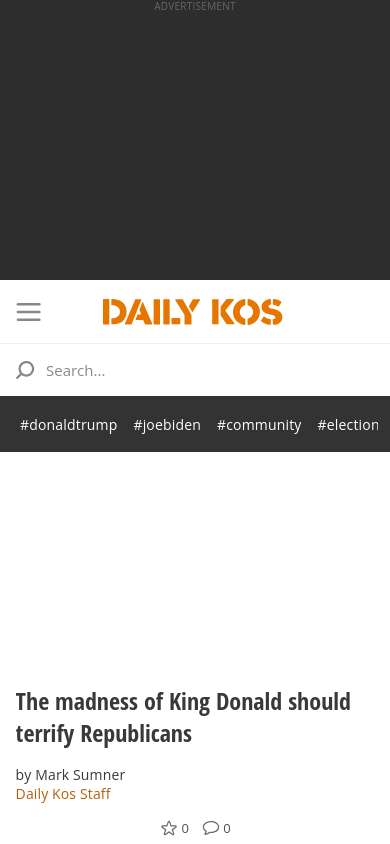 ADVERTISEMENT
DAILY KOS
Search...
#donaldtrump #joebiden #community #election
The madness of King Donald should
terrify Republicans
by Mark Sumner
Daily Kos Staff
0 0